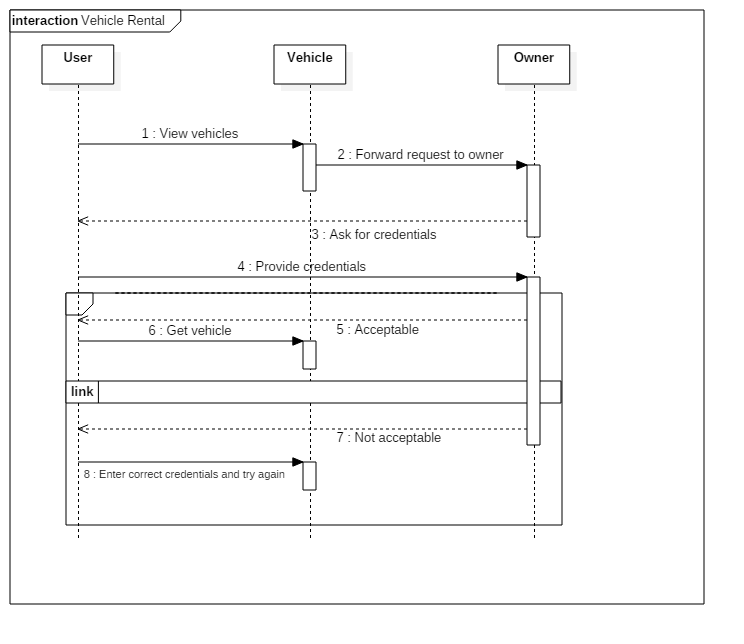 interaction Vehicle Rental
User
Vehicle
Owner
1 : View vehicles
2 : Forward request to owner
3 : Ask for credentials
4 : Provide credentials
5 : Acceptable
6 : Get vehicle
link
7 : Not acceptable
8 : Enter correct credentials and try again